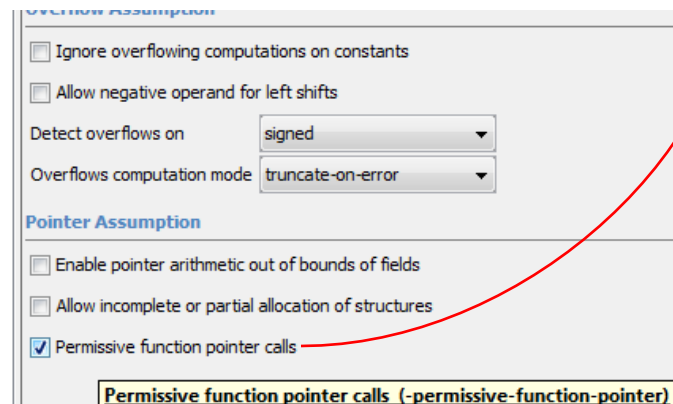 Overflow Assumption
Ignore overflowing computations on constants
Allow negative operand for left shifts
Detect overflows on signed
Overflows computation mode truncate-on-error
Pointer Assumption
Enable pointer arithmetic out of bounds of fields
Allow incomplete or partial allocation of structures
Permissive function pointer calls
Permissive function pointer calls (-permissive-function-pointer)